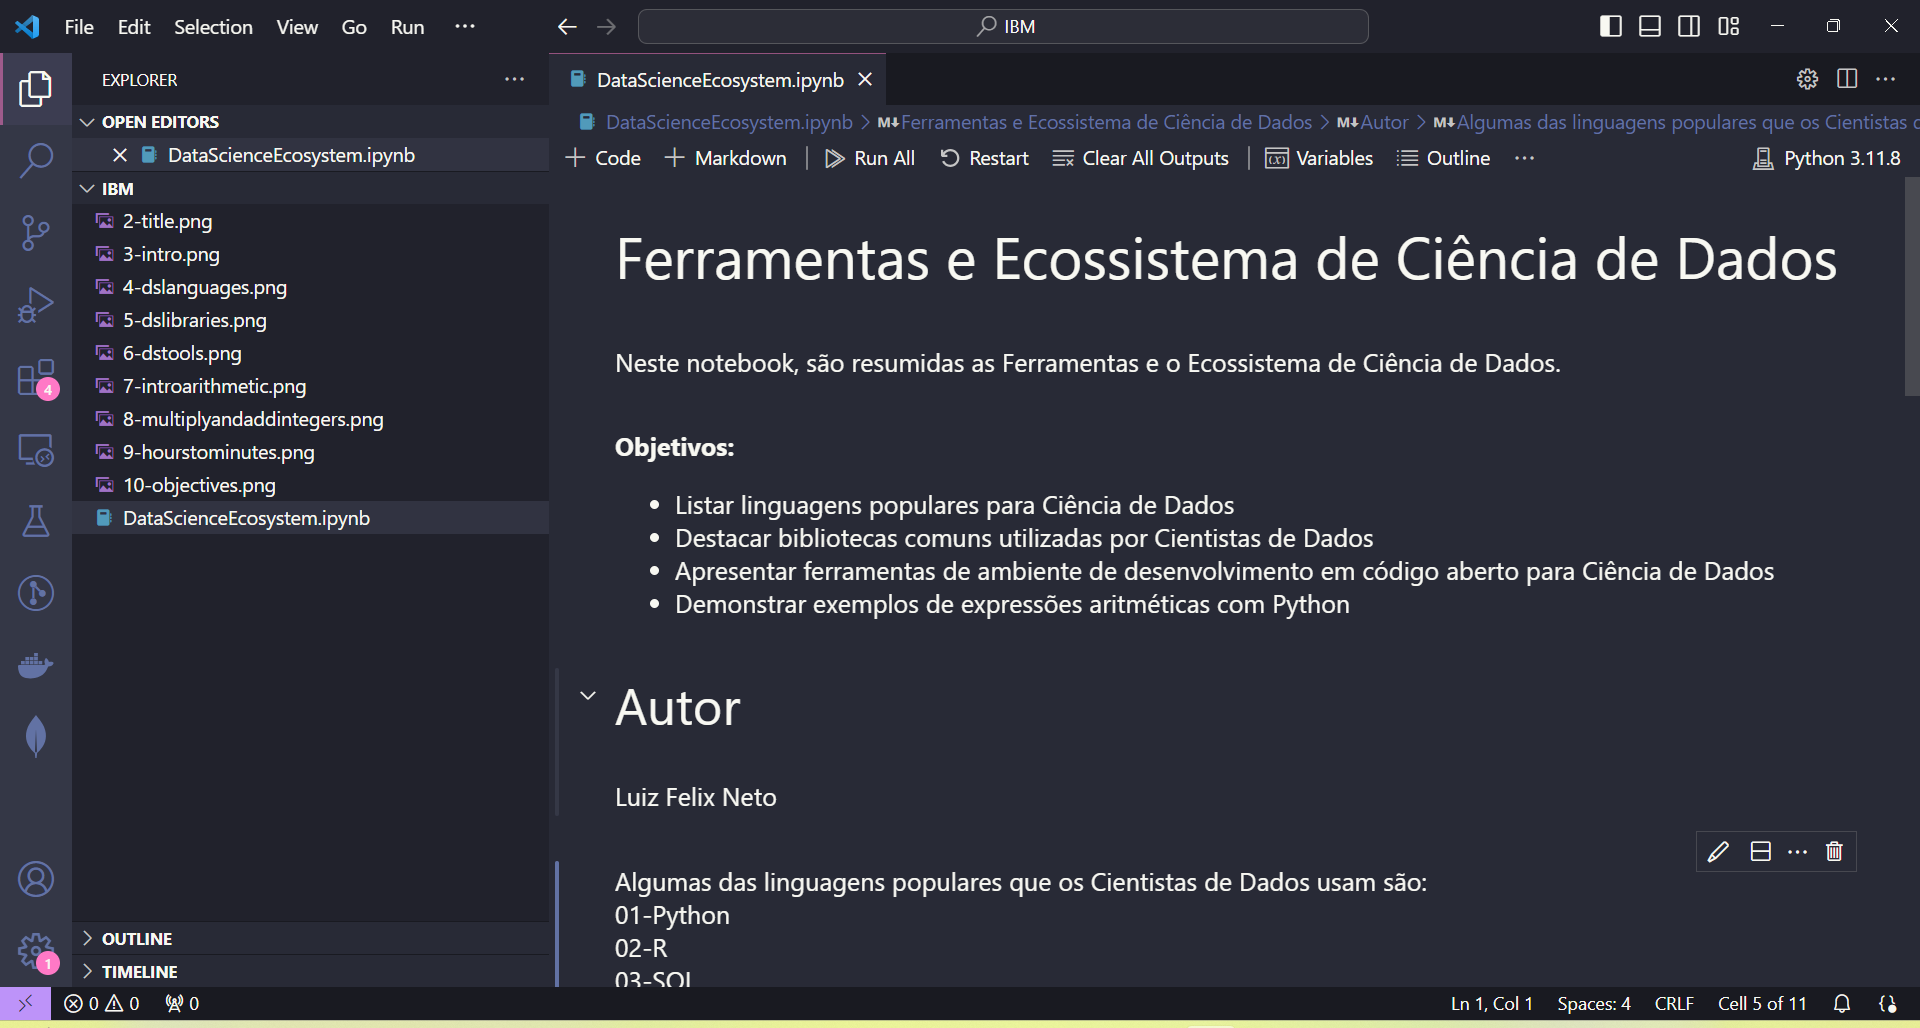 File Edit Selection View Go Run ···
IBM
EXPLORER ···
DataScienceEcosystem.ipynb
OPEN EDITORS
DataScienceEcosystem.ipynb
IBM
2-title.png
3-intro.png
4-dslanguages.png
5-dslibraries.png
6-dstools.png
7-introarithmetic.png
8-multiplyandaddintegers.png
9-hourstominutes.png
10-objectives.png
DataScienceEcosystem.ipynb
4
OUTLINE
TIMELINE
1
DataScienceEcosystem.ipynb > M↓Ferramentas e Ecossistema de Ciência de Dados > M↓Autor > M↓Algumas das linguagens populares que os Cientistas
+ Code + Markdown | Run All Restart Clear All Outputs | Variables Outline ··· Python 3.11.8
Ferramentas e Ecossistema de Ciência de Dados
Neste notebook, são resumidas as Ferramentas e o Ecossistema de Ciência de Dados.
Objetivos:
• Listar linguagens populares para Ciência de Dados
• Destacar bibliotecas comuns utilizadas por Cientistas de Dados
• Apresentar ferramentas de ambiente de desenvolvimento em código aberto para Ciência de Dados
• Demonstrar exemplos de expressões aritméticas com Python
Autor
Luiz Felix Neto
Algumas das linguagens populares que os Cientistas de Dados usam são:
01-Python
02-R
03-SQL
0 0 0 Ln 1, Col 1 Spaces: 4 CRLF Cell 5 of 11